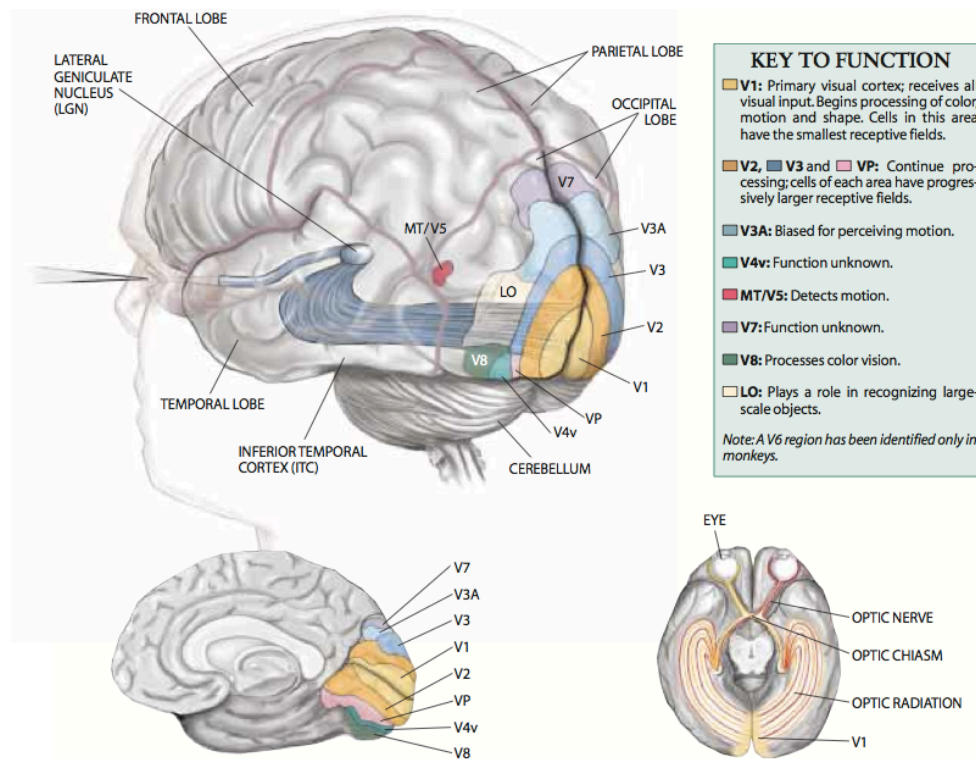 FRONTAL LOBE
LATERAL
GENICULATE
NUCLEUS
(LGN)
PARIETAL LOBE
OCCIPITAL
LOBE
V7
MT/V5
V3A
V3
LO
V2
V8
V1
TEMPORAL LOBE
VP
V4v
INFERIOR TEMPORAL
CORTEX (ITC)
CEREBELLUM
KEY TO FUNCTION
V1: Primary visual cortex; receives al
visual input. Begins processing of color
motion and shape. Cells in this area
have the smallest receptive fields.
V2, V3 and VP: Continue pro-
cessing; cells of each area have progres-
sively larger receptive fields.
V3A: Biased for perceiving motion.
V4v: Function unknown.
MT/V5: Detects motion.
V7: Function unknown.
V8: Processes color vision.
LO: Plays a role in recognizing large-
scale objects.
Note: A V6 region has been identified only in
monkeys.
V7
V3A
V3
V1
V2
VP
V4v
V8
EYE
OPTIC NERVE
OPTIC CHIASM
OPTIC RADIATION
V1